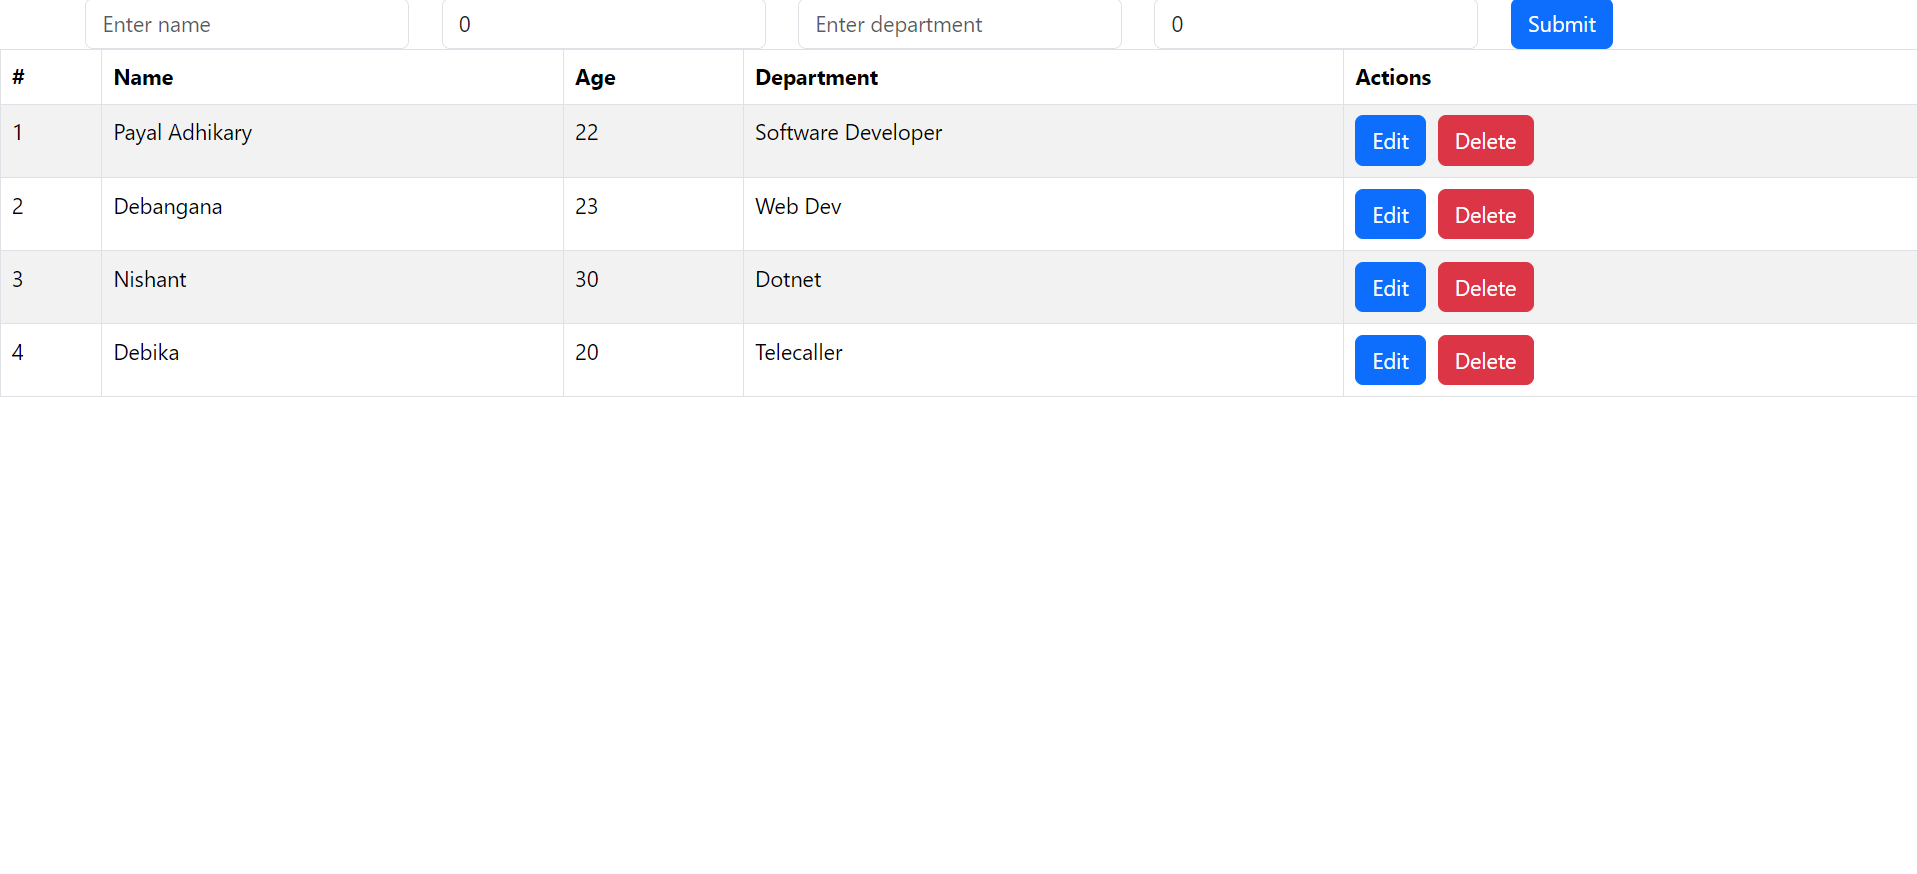 Enter name 0 Enter department 0 Submit
# Name Age Department Actions
1 Payal Adhikary 22 Software Developer Edit Delete
2 Debangana 23 Web Dev Edit Delete
3 Nishant 30 Dotnet Edit Delete
4 Debika 20 Telecaller Edit Delete